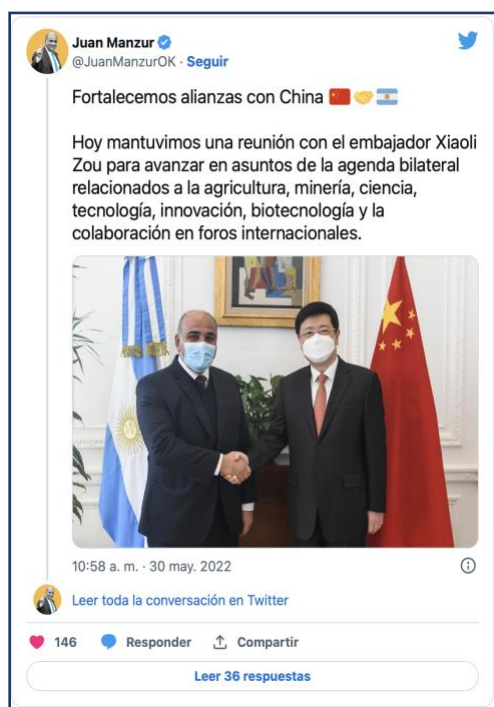 Juan Manzur
@JuanManzurOK · Seguir
Fortalecemos alianzas con China 🇨🇳🤝🇦🇷
Hoy mantuvimos una reunión con el embajador Xiaoli
Zou para avanzar en asuntos de la agenda bilateral
relacionados a la agricultura, minería, ciencia,
tecnología, innovación, biotecnología y la
colaboración en foros internacionales.
10:58 a. m. · 30 may. 2022
Leer toda la conversación en Twitter
146 Responder Compartir
Leer 36 respuestas